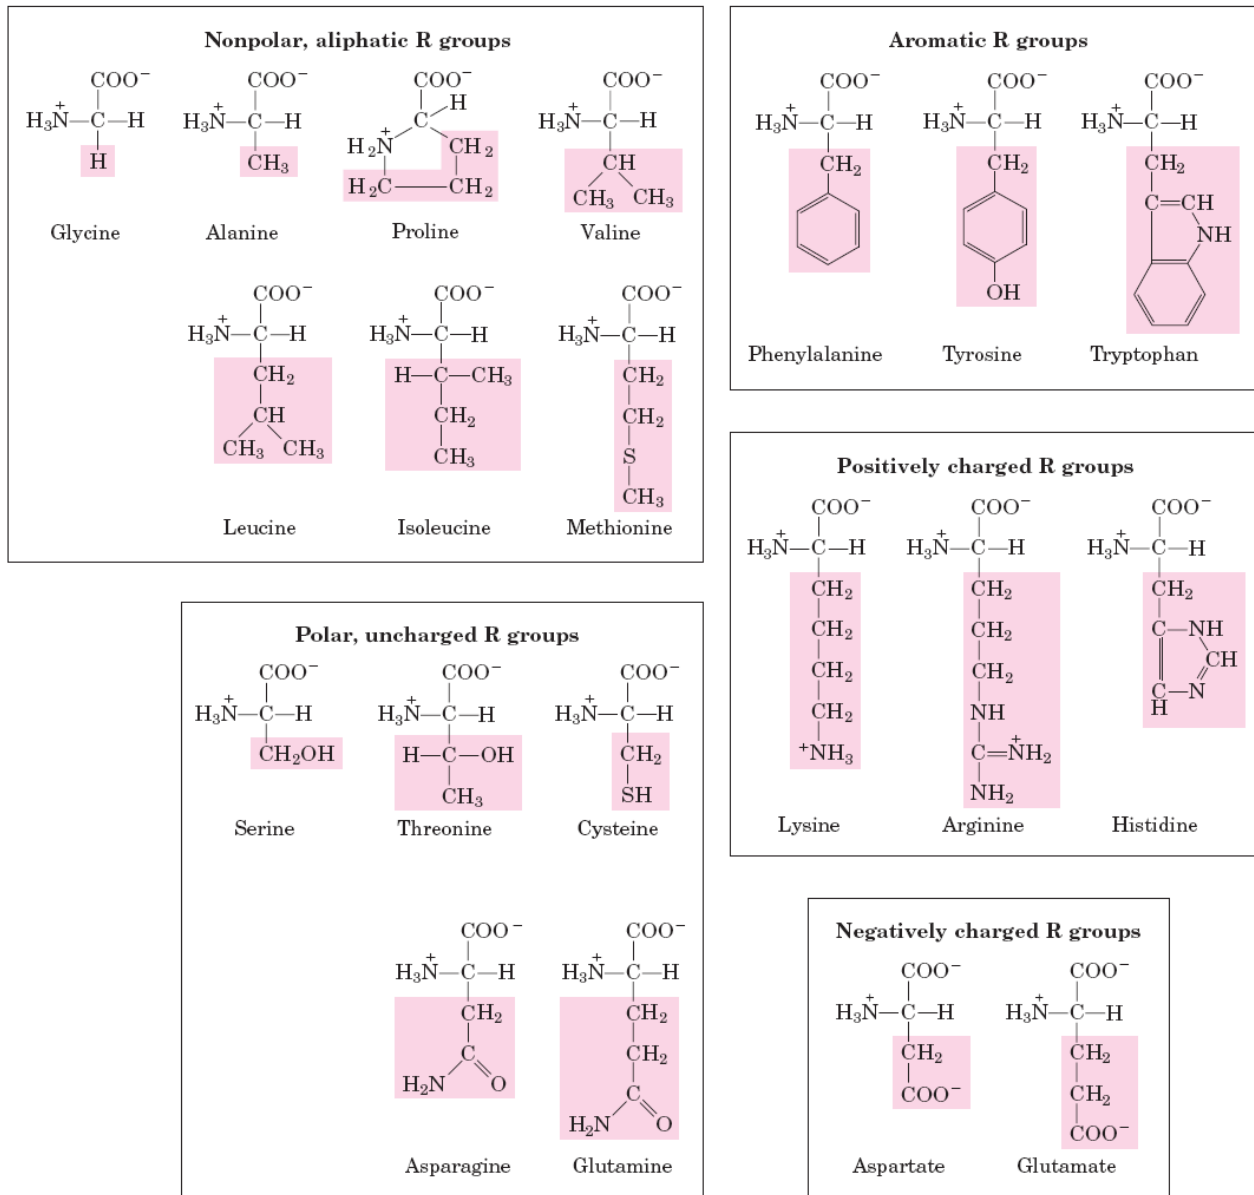 Nonpolar, aliphatic R groups
COO⁻ COO⁻ COO⁻ COO⁻
H₃N⁺—C—H H₃N⁺—C—H H₂N⁺ C H H₃N⁺—C—H
H CH₃ H₂C CH₂ CH₂ CH
CH₃ CH₃
Glycine Alanine Proline Valine
COO⁻ COO⁻ COO⁻
H₃N⁺—C—H H₃N⁺—C—H H₃N⁺—C—H
CH₂ H—C—CH₃ CH₂
CH CH₂ CH₂
CH₃ CH₃ CH₃ S
CH₃
Leucine Isoleucine Methionine
Aromatic R groups
COO⁻ COO⁻ COO⁻
H₃N⁺—C—H H₃N⁺—C—H H₃N⁺—C—H
CH₂ CH₂ CH₂
C=CH
NH
OH
Phenylalanine Tyrosine Tryptophan
Positively charged R groups
COO⁻ COO⁻ COO⁻
H₃N⁺—C—H H₃N⁺—C—H H₃N⁺—C—H
CH₂ CH₂ CH₂
CH₂ CH₂ C—NH
CH₂ CH₂ CH
CH₂ NH C—N
H
⁺NH₃ C=N⁺H₂
NH₂
Lysine Arginine Histidine
Polar, uncharged R groups
COO⁻ COO⁻ COO⁻
H₃N⁺—C—H H₃N⁺—C—H H₃N⁺—C—H
CH₂OH H—C—OH CH₂
CH₃ SH
Serine Threonine Cysteine
COO⁻ COO⁻
H₃N⁺—C—H H₃N⁺—C—H
CH₂ CH₂
C CH₂
H₂N O C
H₂N O
Asparagine Glutamine
Negatively charged R groups
COO⁻ COO⁻
H₃N⁺—C—H H₃N⁺—C—H
CH₂ CH₂
COO⁻ CH₂
COO⁻
Aspartate Glutamate